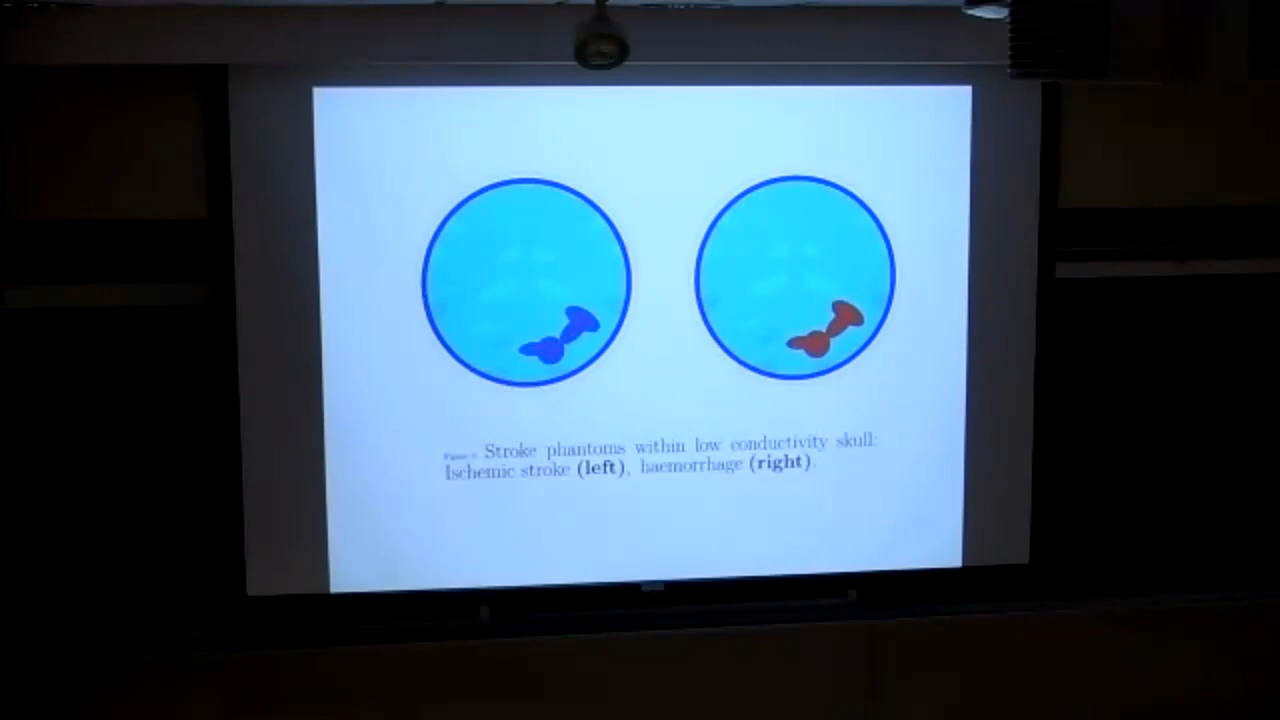 Stroke phantoms within low conductivity skull:
Ischemic stroke (left), haemorrhage (right).